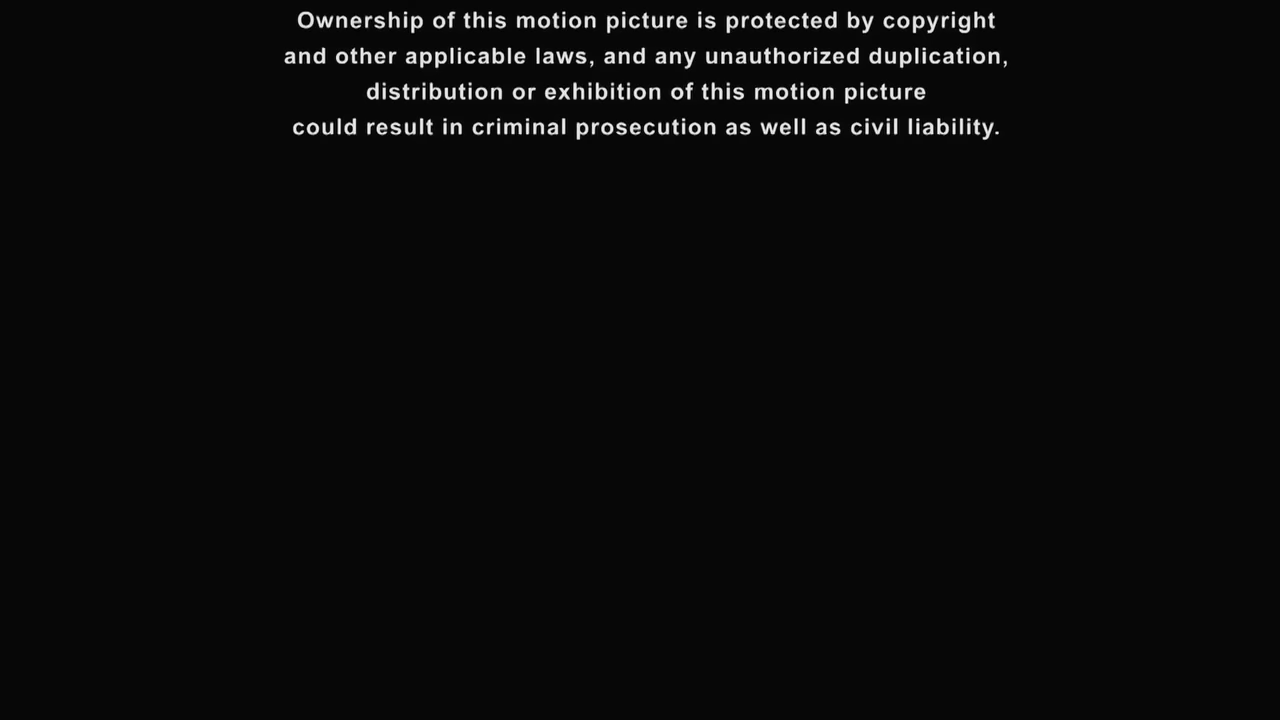 Ownership of this motion picture is protected by copyright
and other applicable laws, and any unauthorized duplication,
distribution or exhibition of this motion picture
could result in criminal prosecution as well as civil liability.